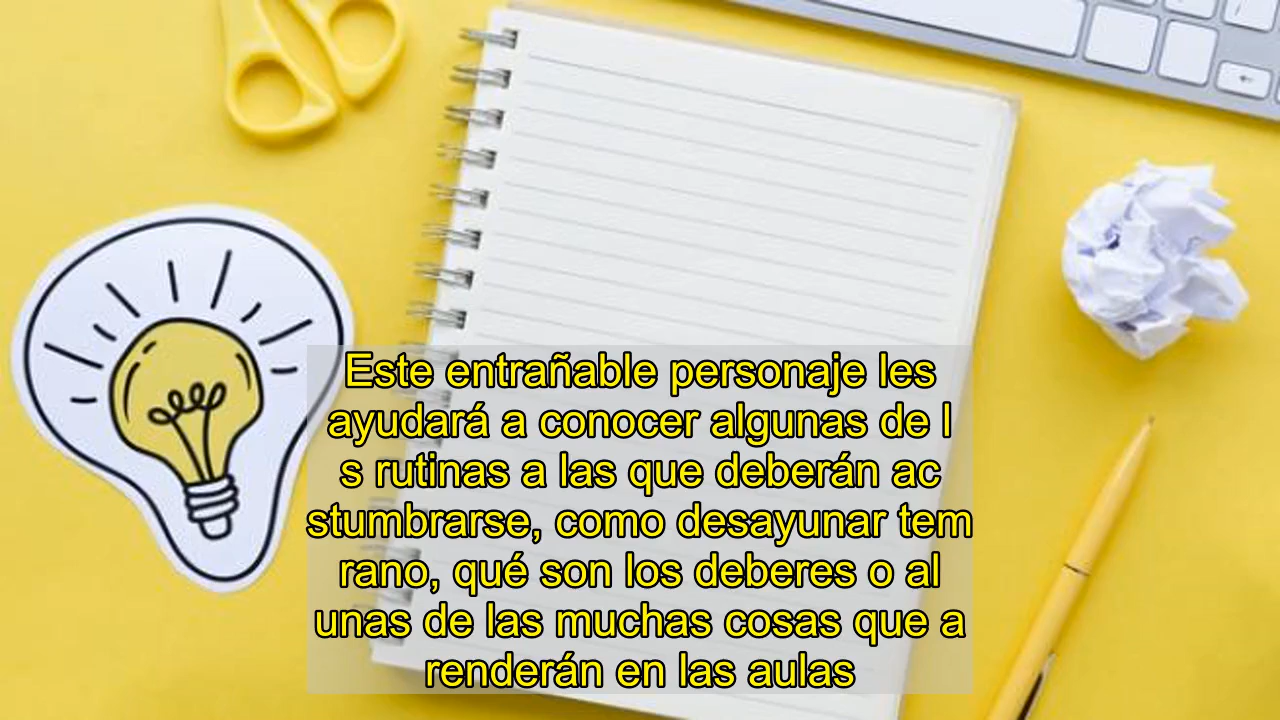 Este entrañable personaje les
ayudará a conocer algunas de l
s rutinas a las que deberán ac
stumbrarse, como desayunar tem
rano, qué son los deberes o al
unas de las muchas cosas que a
renderán en las aulas